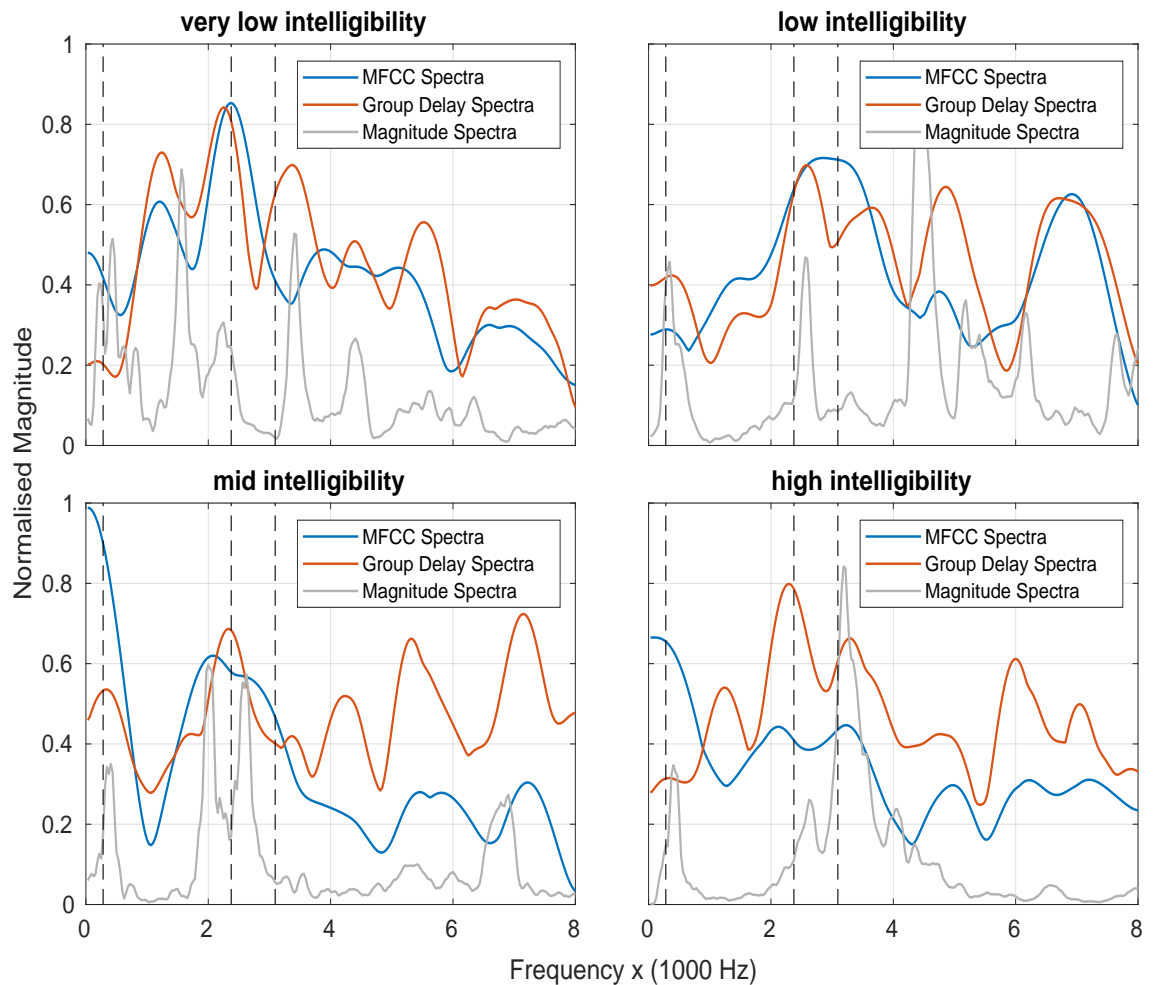 very low intelligibility
low intelligibility
1
0.8
0.6
0.4
0.2
0
MFCC Spectra
Group Delay Spectra
Magnitude Spectra
MFCC Spectra
Group Delay Spectra
Magnitude Spectra
Normalised Magnitude
mid intelligibility
high intelligibility
1
0.8
0.6
0.4
0.2
0
MFCC Spectra
Group Delay Spectra
Magnitude Spectra
MFCC Spectra
Group Delay Spectra
Magnitude Spectra
0 2 4 6 8
0 2 4 6 8
Frequency x (1000 Hz)